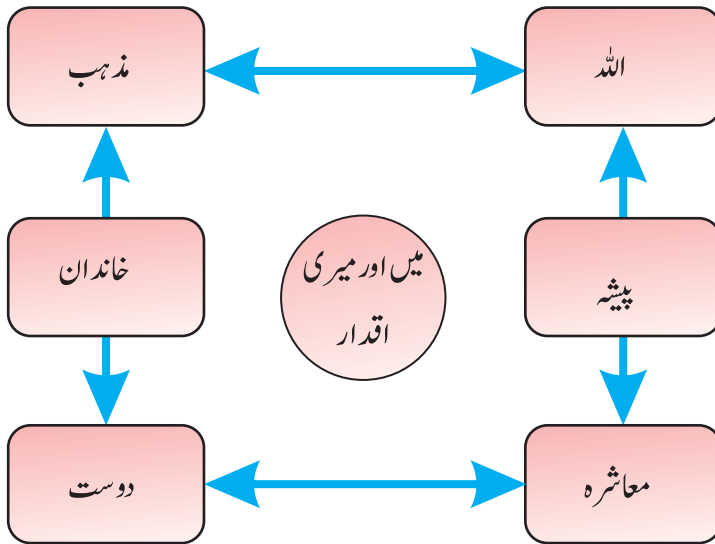 اللہ
مذہب
میں اور میری
اقدار
پیشہ
خاندان
معاشرہ
دوست